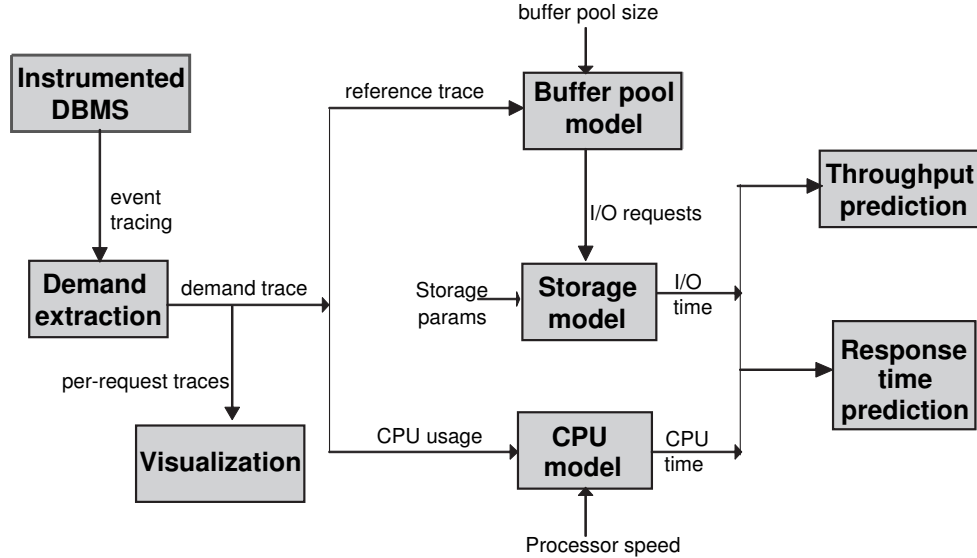 buffer pool size
Instrumented
DBMS
reference trace
Buffer pool
model
event
tracing
I/O requests
Throughput
prediction
Demand
extraction
demand trace
Storage
params
Storage
model
I/O
time
per-request traces
Response
time
prediction
Visualization
CPU usage
CPU
model
CPU
time
Processor speed